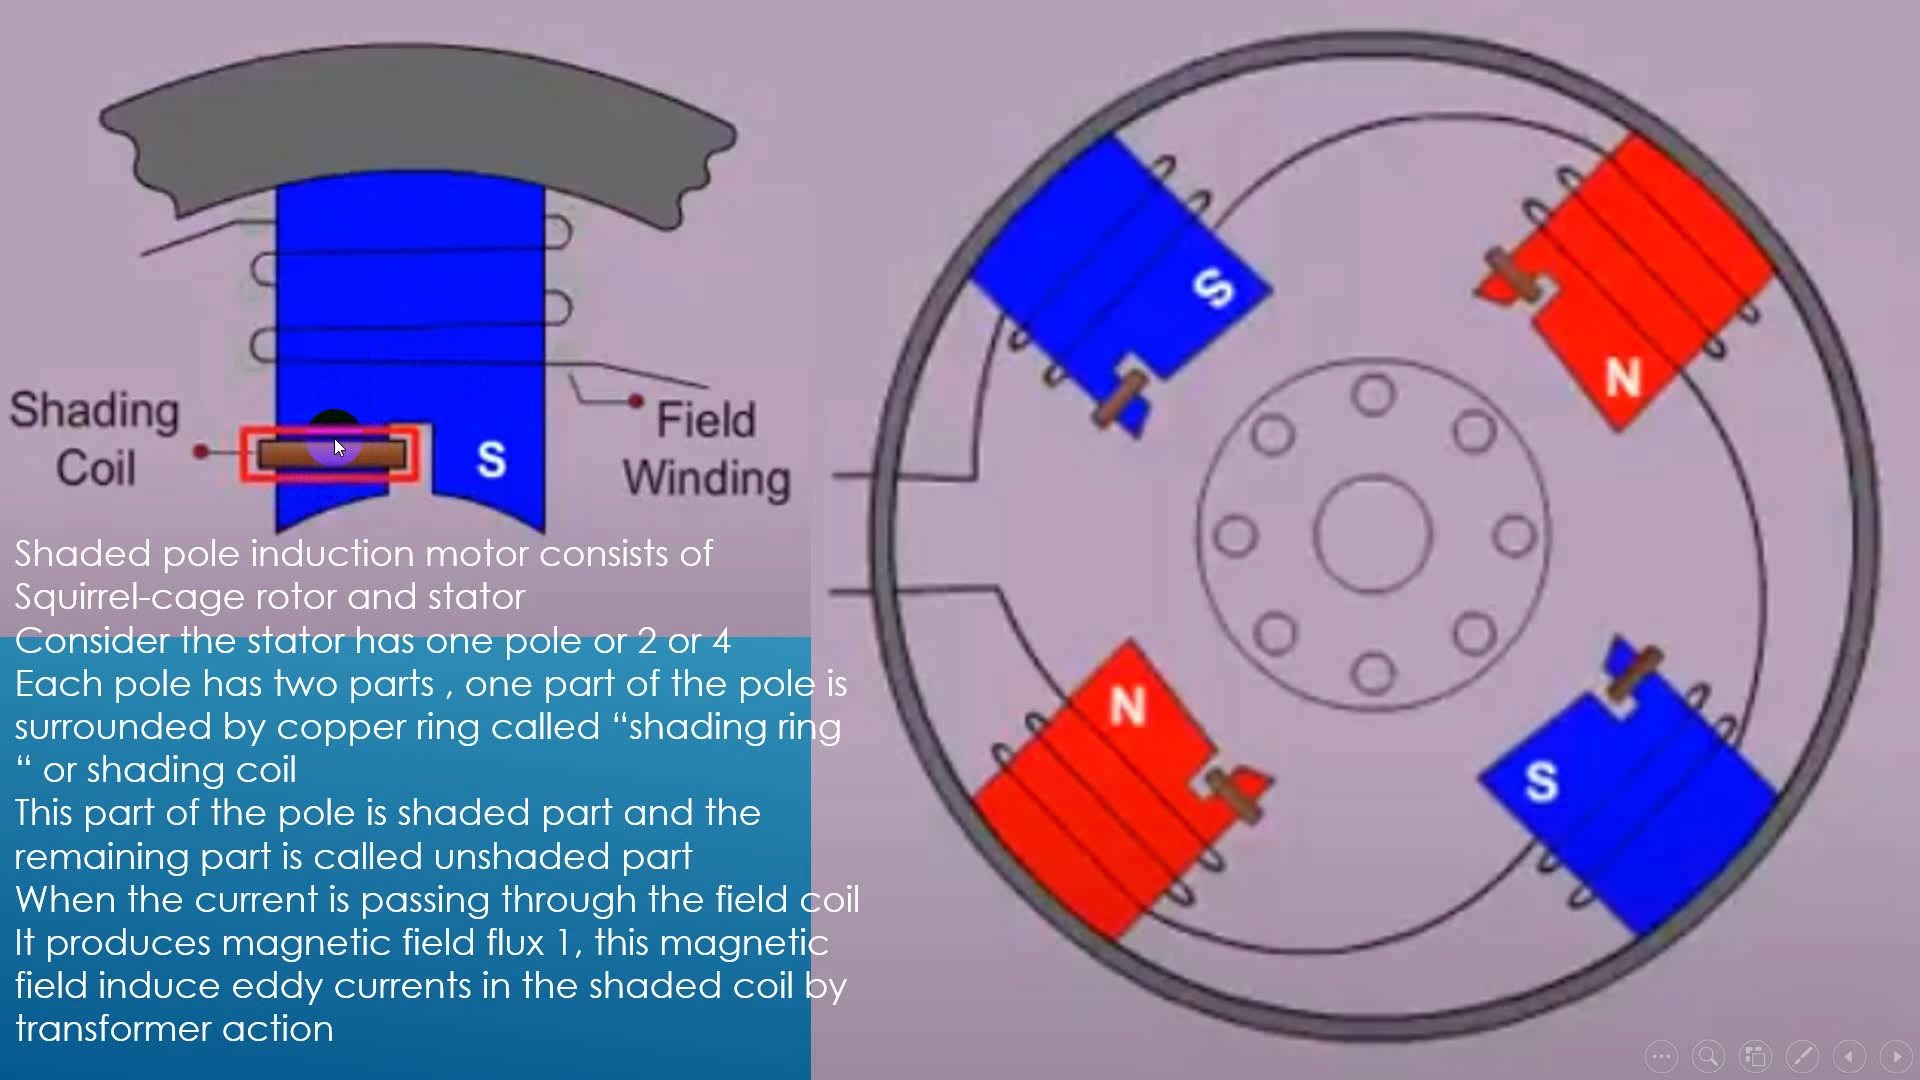 Shading
Coil
S
Field
Winding
Shaded pole induction motor consists of
Squirrel-cage rotor and stator
Consider the stator has one pole or 2 or 4
Each pole has two parts , one part of the pole is
surrounded by copper ring called “shading ring
“ or shading coil
This part of the pole is shaded part and the
remaining part is called unshaded part
When the current is passing through the field coil
It produces magnetic field flux 1, this magnetic
field induce eddy currents in the shaded coil by
transformer action
S
N
N
S